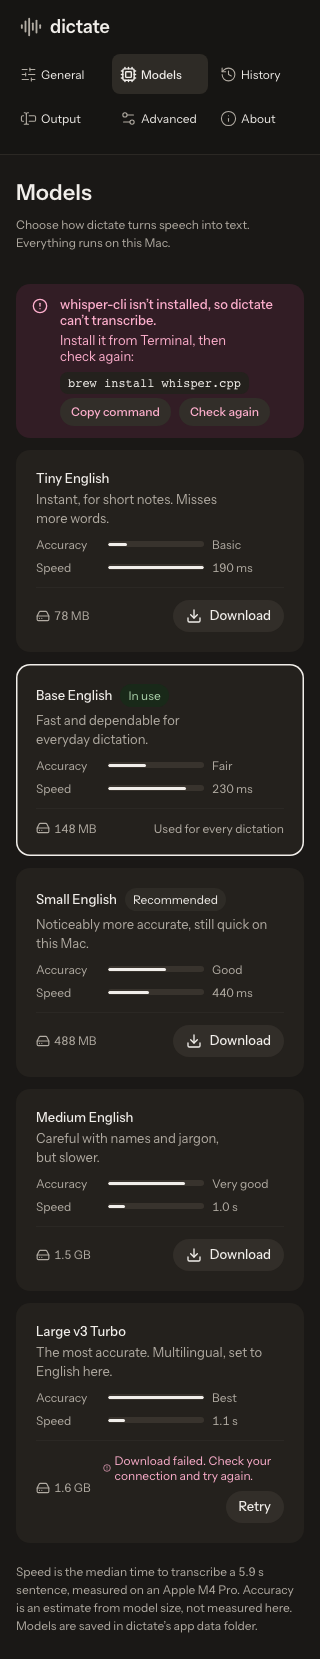 dictate
General
Models
History
Output
Advanced
About
Models
Choose how dictate turns speech into text.
Everything runs on this Mac.
whisper-cli isn’t installed, so dictate
can’t transcribe.
Install it from Terminal, then
check again:
brew install whisper.cpp
Copy command
Check again
Tiny English
Instant, for short notes. Misses
more words.
Accuracy Basic
Speed 190 ms
78 MB Download
Base English In use
Fast and dependable for
everyday dictation.
Accuracy Fair
Speed 230 ms
148 MB Used for every dictation
Small English Recommended
Noticeably more accurate, still quick on
this Mac.
Accuracy Good
Speed 440 ms
488 MB Download
Medium English
Careful with names and jargon,
but slower.
Accuracy Very good
Speed 1.0 s
1.5 GB Download
Large v3 Turbo
The most accurate. Multilingual, set to
English here.
Accuracy Best
Speed 1.1 s
Download failed. Check your
connection and try again.
1.6 GB
Retry
Speed is the median time to transcribe a 5.9 s
sentence, measured on an Apple M4 Pro. Accuracy
is an estimate from model size, not measured here.
Models are saved in dictate’s app data folder.